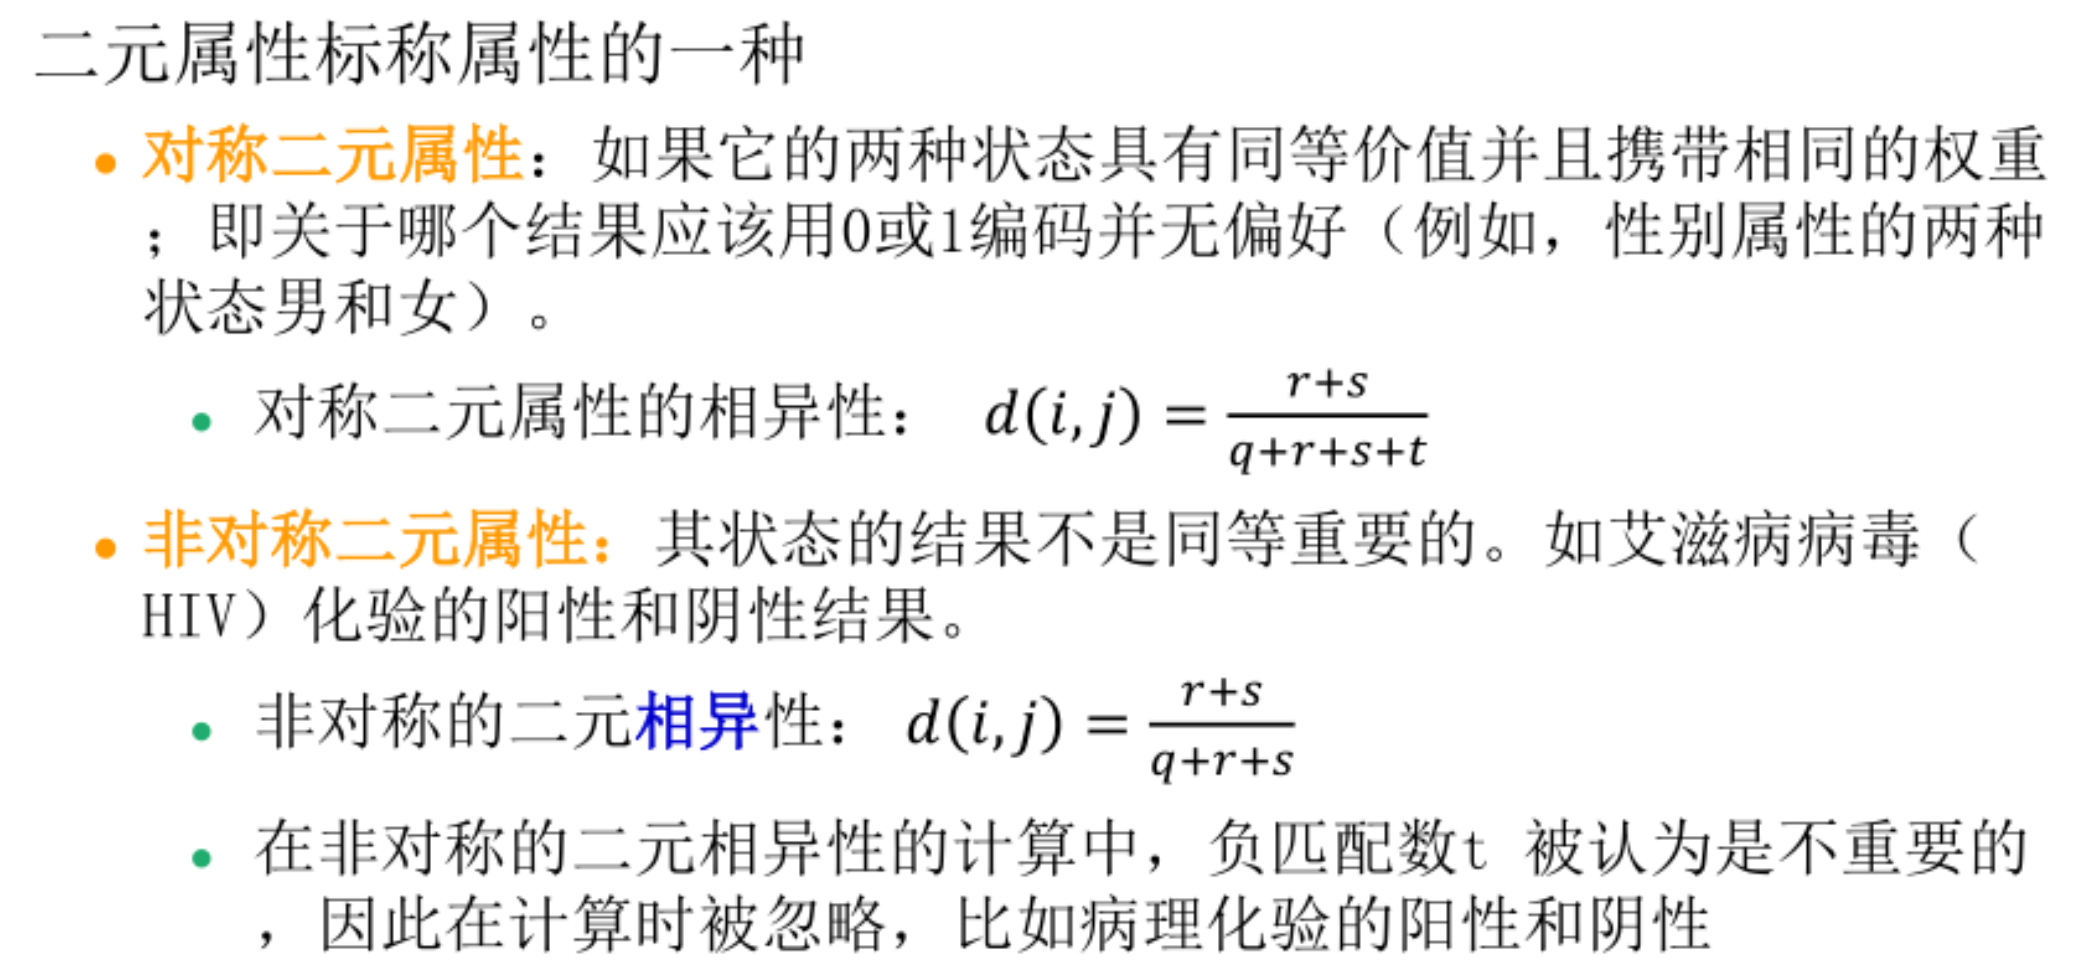 二元属性标称属性的一种
• 对称二元属性：如果它的两种状态具有同等价值并且携带相同的权重
；即关于哪个结果应该用0或1编码并无偏好（例如，性别属性的两种
状态男和女）。
• 对称二元属性的相异性： d(i,j) = \frac{r+s}{q+r+s+t}
• 非对称二元属性：其状态的结果不是同等重要的。如艾滋病病毒（
HIV）化验的阳性和阴性结果。
• 非对称的二元相异性： d(i,j) = \frac{r+s}{q+r+s}
• 在非对称的二元相异性的计算中，负匹配数t 被认为是不重要的
，因此在计算时被忽略，比如病理化验的阳性和阴性